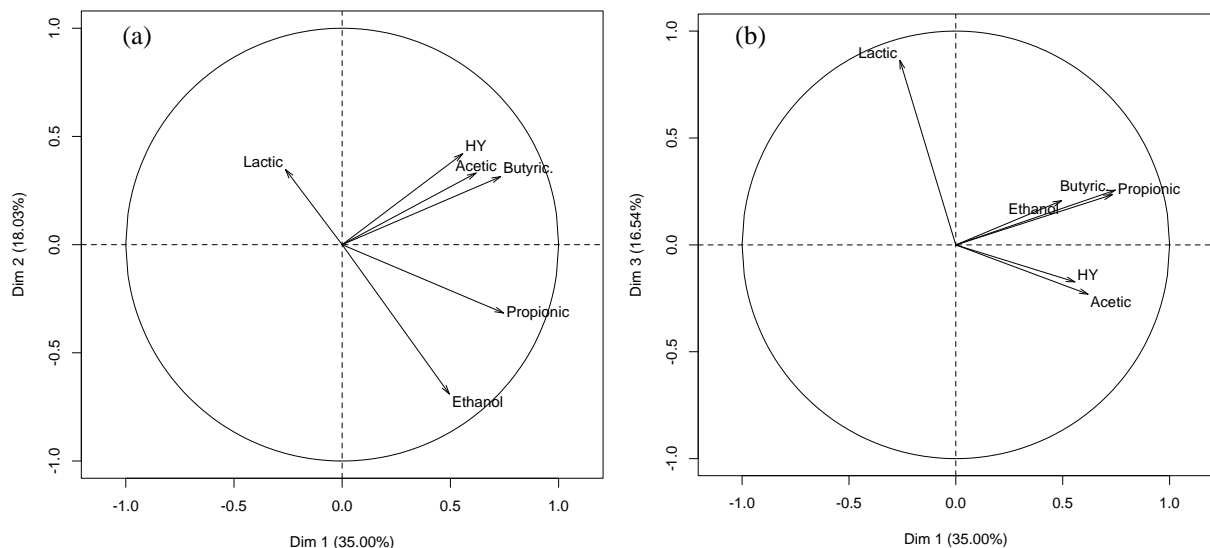 (a)
1.0
0.5
0.0
-0.5
-1.0
Dim 2 (18.03%)
HY
Lactic
Acetic
Butyric.
Propionic
Ethanol
-1.0 -0.5 0.0 0.5 1.0
Dim 1 (35.00%)
(b)
1.0
0.5
0.0
-0.5
-1.0
Dim 3 (16.54%)
Lactic
Butyric.
Propionic
Ethanol
HY
Acetic
-1.0 -0.5 0.0 0.5 1.0
Dim 1 (35.00%)